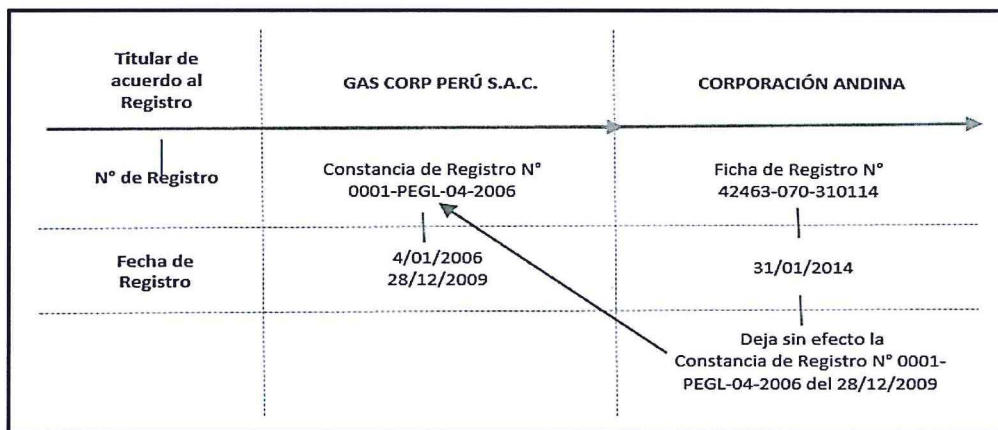 Titular de
acuerdo al
Registro
GAS CORP PERÚ S.A.C.
CORPORACIÓN ANDINA
N° de Registro
Constancia de Registro N°
0001-PEGL-04-2006
Ficha de Registro N°
42463-070-310114
Fecha de
Registro
4/01/2006
28/12/2009
31/01/2014
Deja sin efecto la
Constancia de Registro N° 0001-
PEGL-04-2006 del 28/12/2009